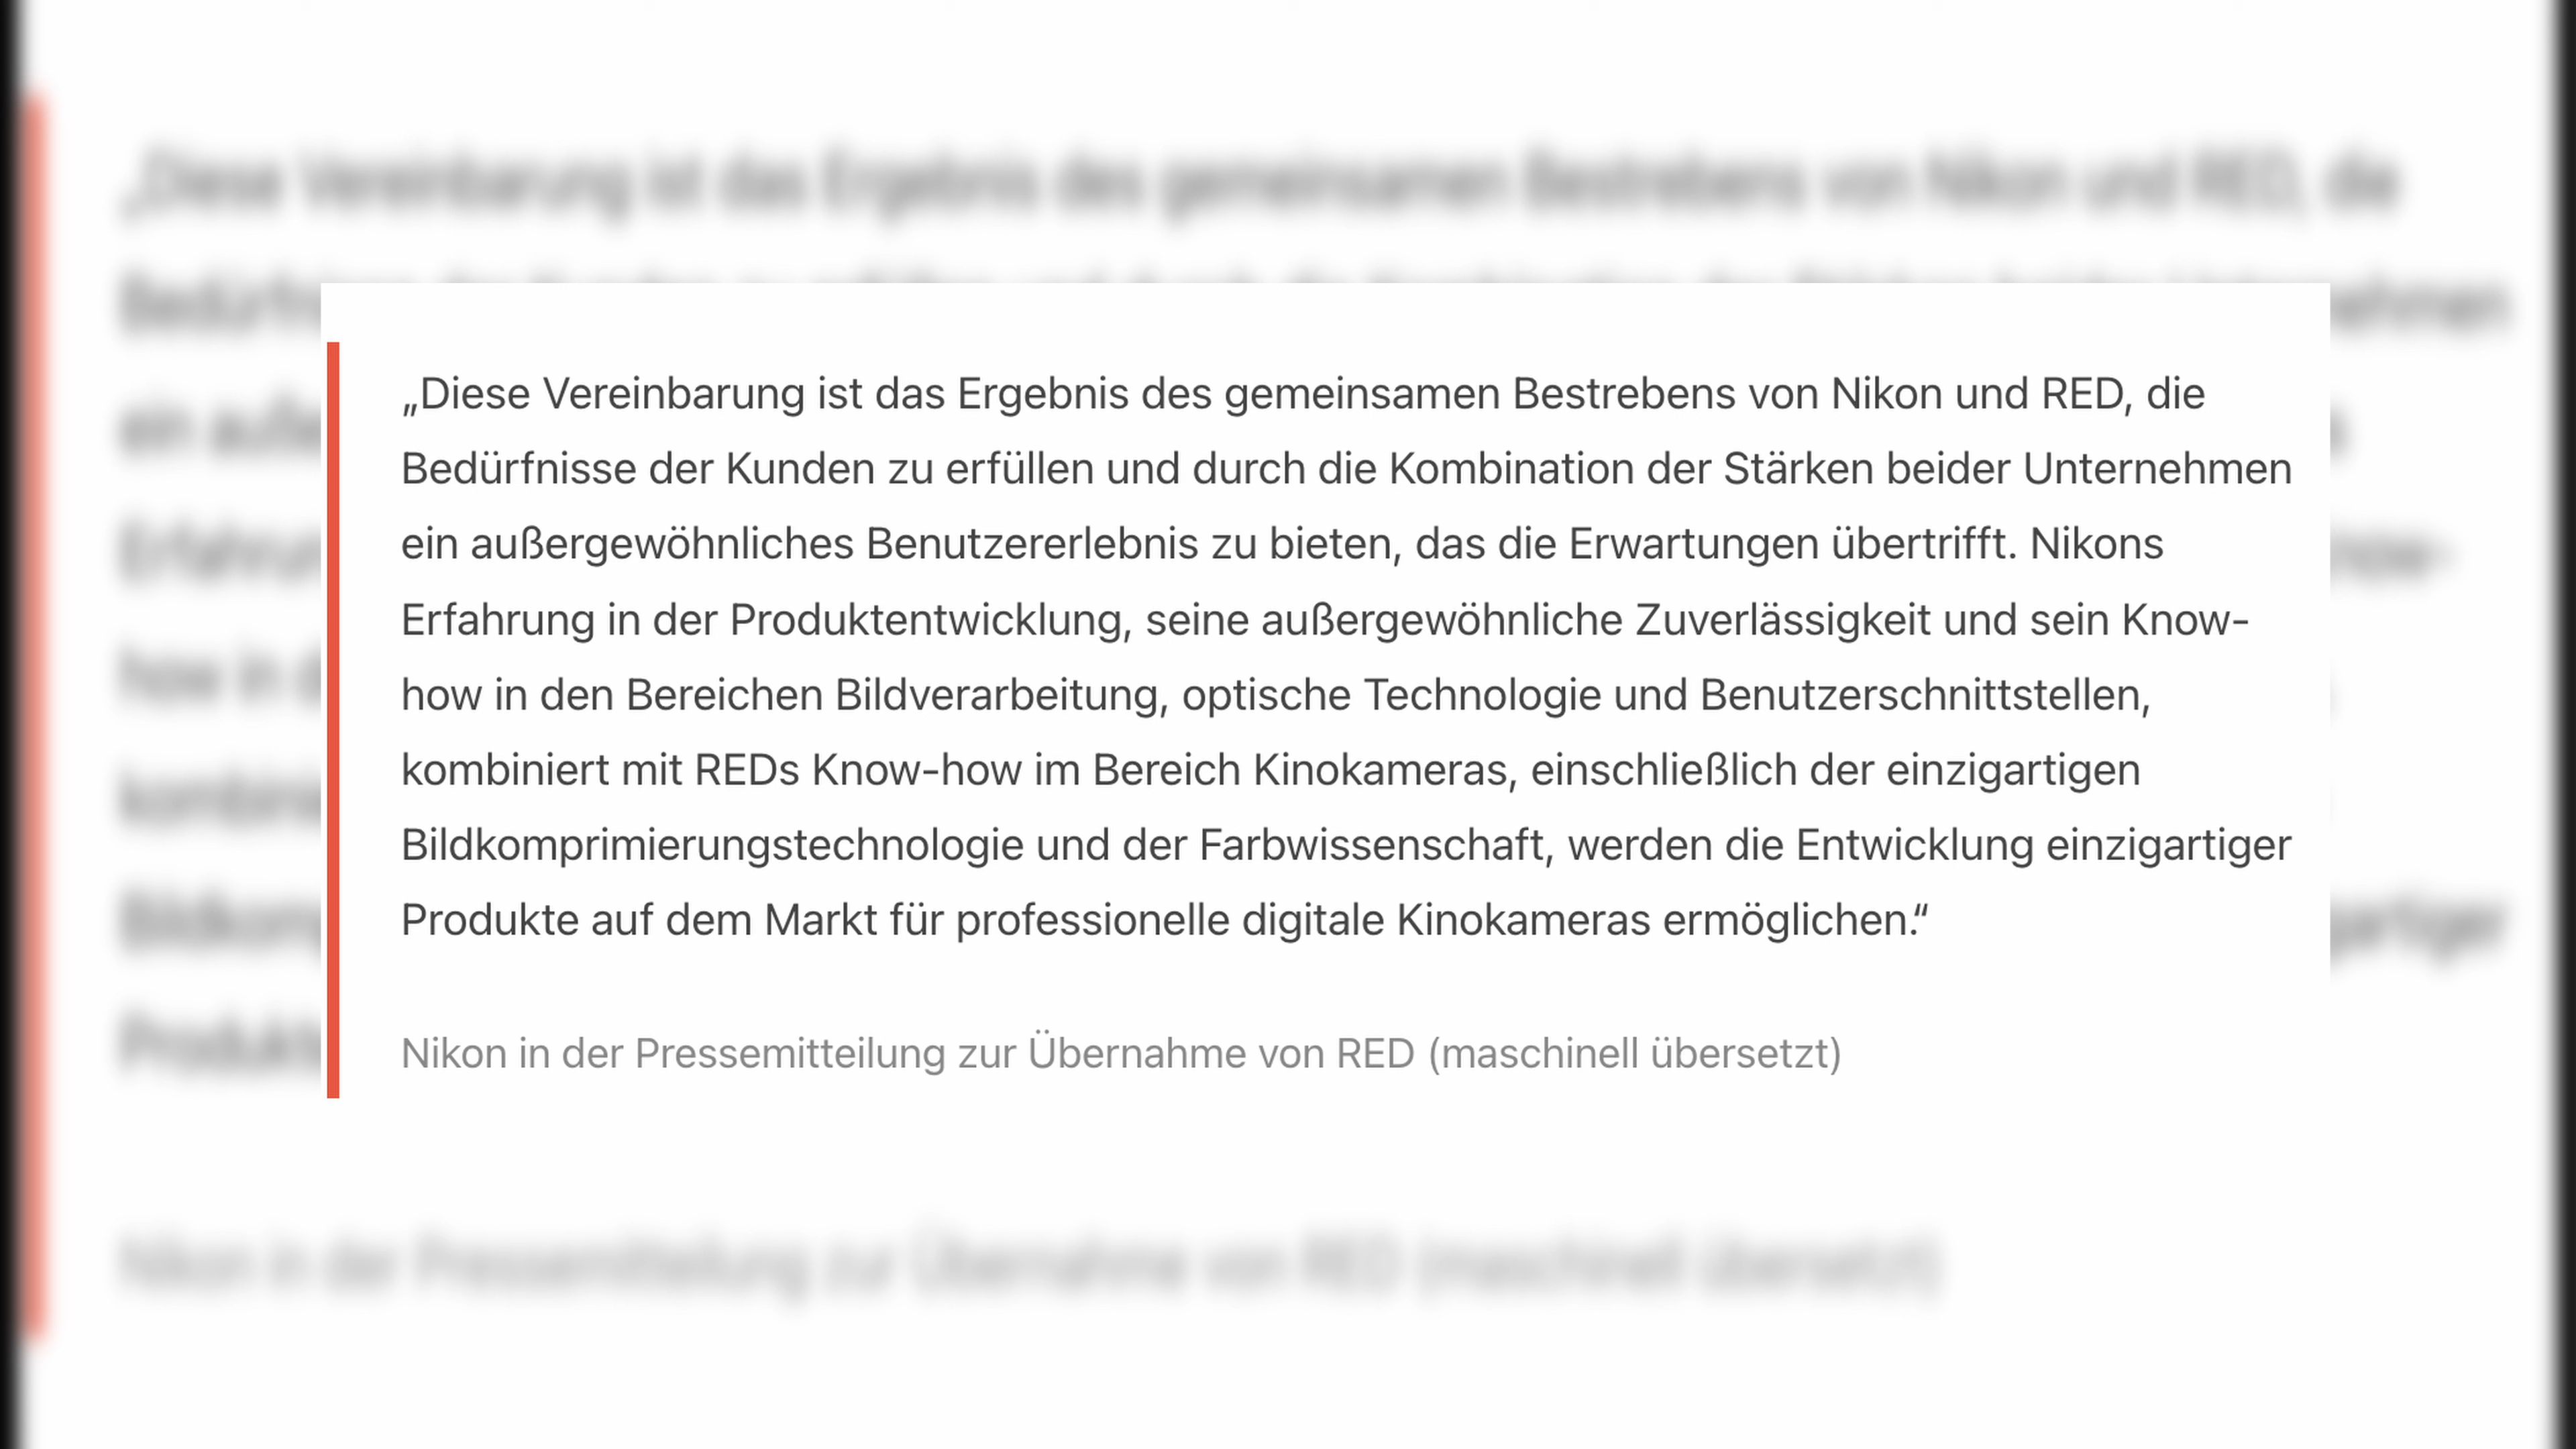 „Diese Vereinbarung ist das Ergebnis des gemeinsamen Bestrebens von Nikon und RED, die
Bedürfnisse der Kunden zu erfüllen und durch die Kombination der Stärken beider Unternehmen
ein außergewöhnliches Benutzererlebnis zu bieten, das die Erwartungen übertrifft. Nikons
Erfahrung in der Produktentwicklung, seine außergewöhnliche Zuverlässigkeit und sein Know-
how in den Bereichen Bildverarbeitung, optische Technologie und Benutzerschnittstellen,
kombiniert mit REDs Know-how im Bereich Kinokameras, einschließlich der einzigartigen
Bildkomprimierungstechnologie und der Farbwissenschaft, werden die Entwicklung einzigartiger
Produkte auf dem Markt für professionelle digitale Kinokameras ermöglichen.“
Nikon in der Pressemitteilung zur Übernahme von RED (maschinell übersetzt)